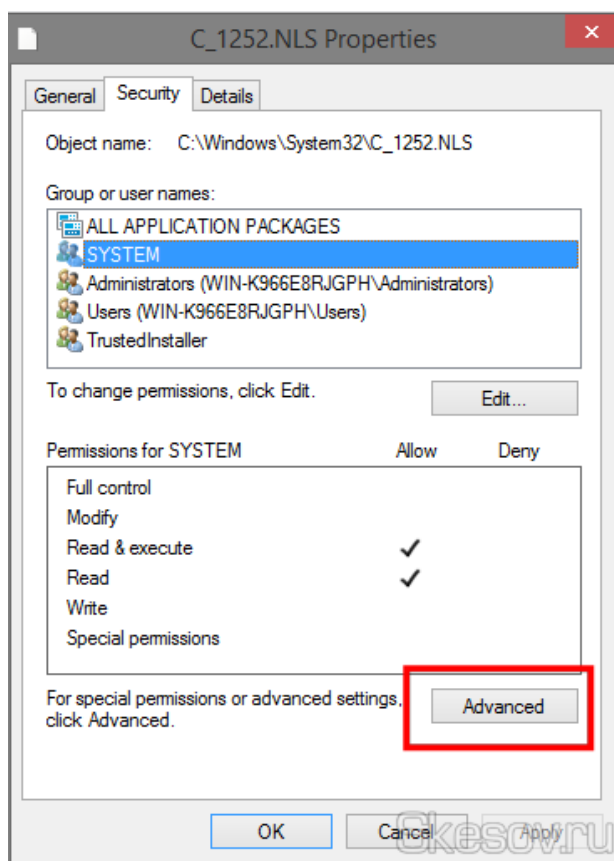 C_1252.NLS Properties
General Security Details
Object name: C:\Windows\System32\C_1252.NLS
Group or user names:
ALL APPLICATION PACKAGES
SYSTEM
Administrators (WIN-K966E8RJGPH\Administrators)
Users (WIN-K966E8RJGPH\Users)
TrustedInstaller
To change permissions, click Edit.
Edit...
Permissions for SYSTEM Allow Deny
Full control
Modify
Read & execute
Read
Write
Special permissions
For special permissions or advanced settings,
click Advanced.
Advanced
OK Cancel Apply
Skesov.ru